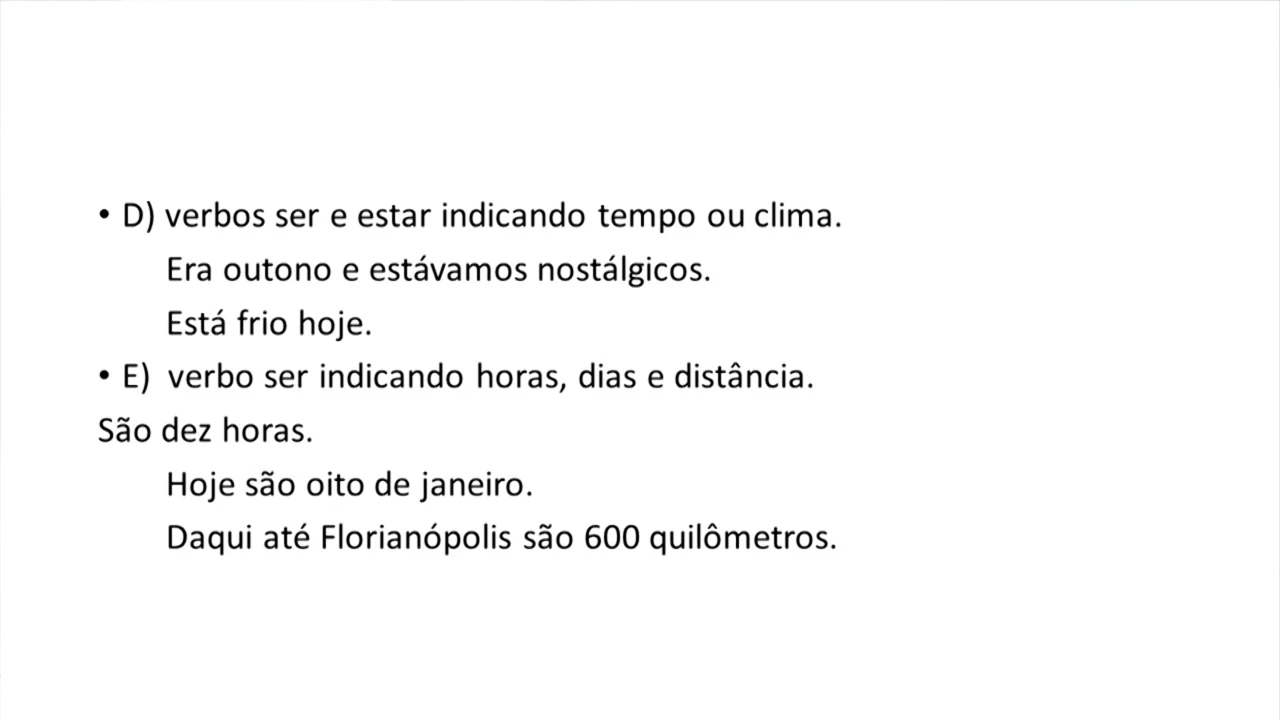 • D) verbos ser e estar indicando tempo ou clima.
Era outono e estávamos nostálgicos.
Está frio hoje.
• E) verbo ser indicando horas, dias e distância.
São dez horas.
Hoje são oito de janeiro.
Daqui até Florianópolis são 600 quilômetros.